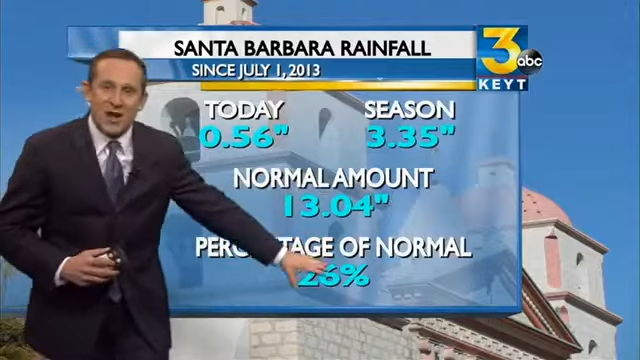 SANTA BARBARA RAINFALL
SINCE JULY 1, 2013
3
abc
KEYT
TODAY
SEASON
0.56"
3.35"
NORMAL AMOUNT
13.04"
OF NORMAL